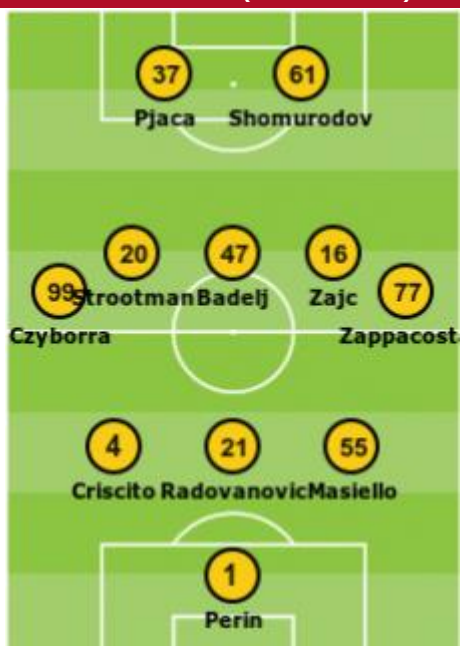 37 61
Pjaca Shomurodov
20 47 16
99 Strootman Badelj Zajc 77
Czyborra Zappacosta
4 21 55
Criscito Radovanovic Masiello
1
Perin